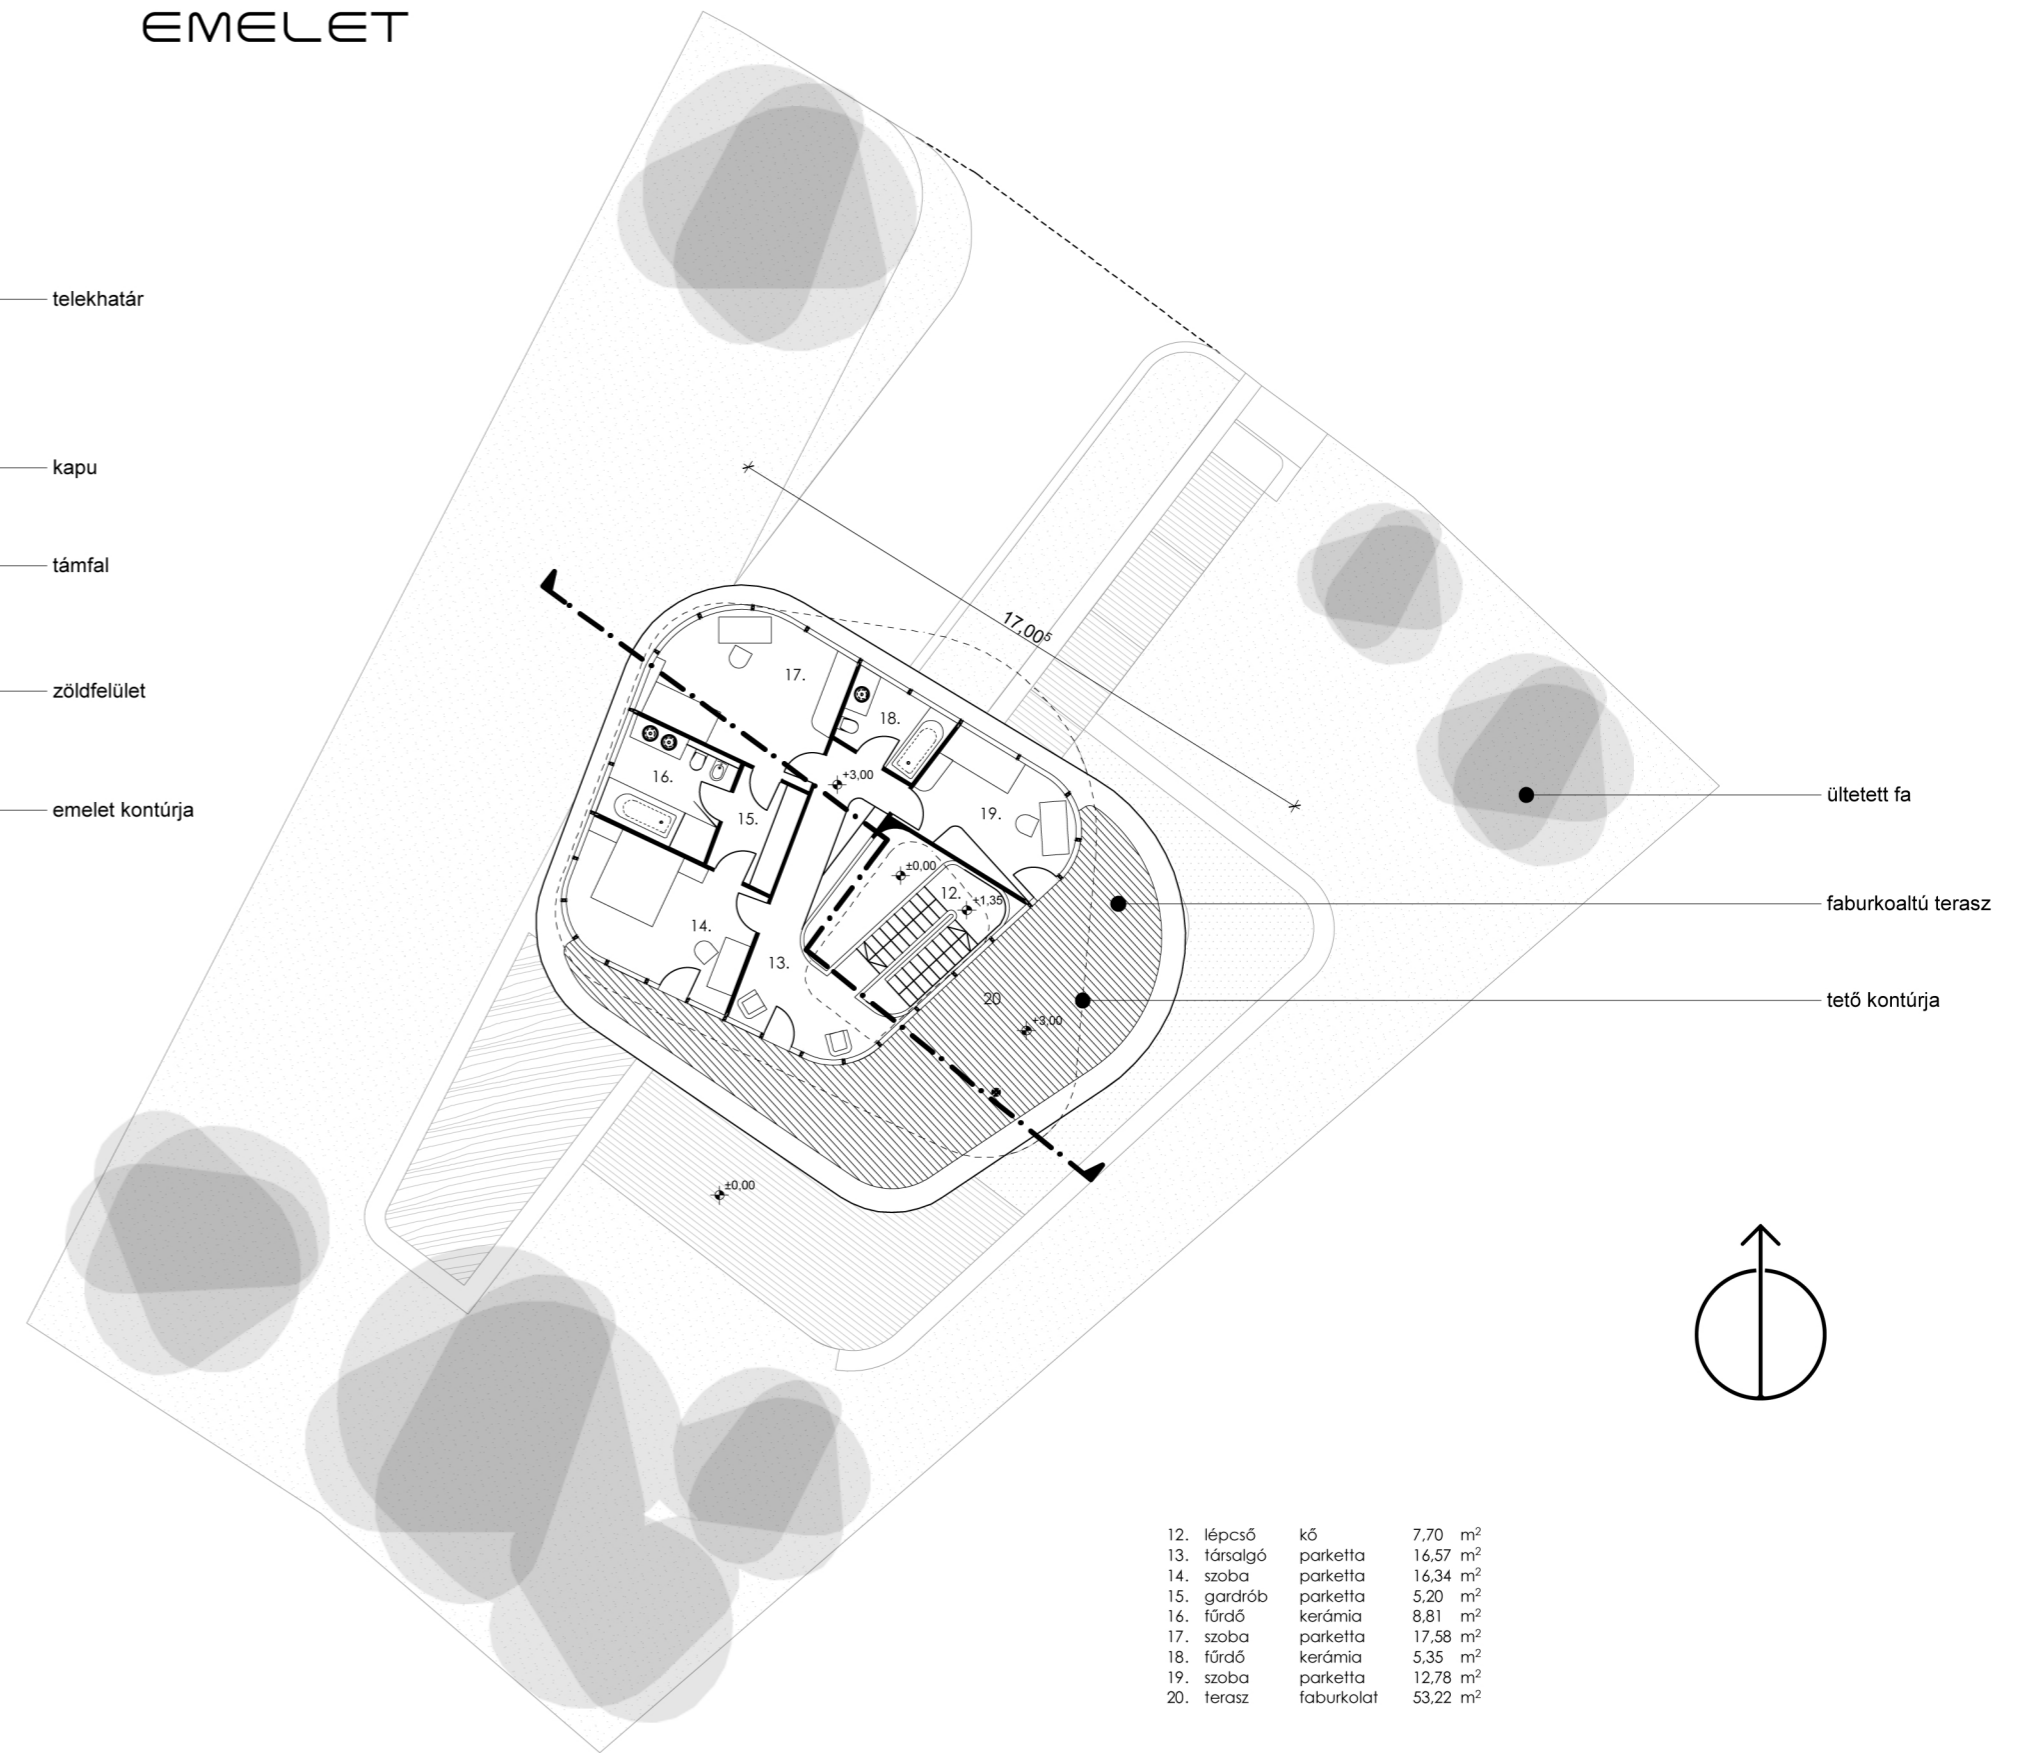 EMELET
telekhatár
kapu
támfal
zöldfelület
emelet kontúrja
17,00⁵
17.
18.
16.
+3,00
15.
19.
±0,00
12.
+1,35
14.
13.
20
+3,00
±0,00
ültetett fa
faburkoaltú terasz
tető kontúrja
12. lépcső kő 7,70 m²
13. társalgó parketta 16,57 m²
14. szoba parketta 16,34 m²
15. gardrób parketta 5,20 m²
16. fűrdő kerámia 8,81 m²
17. szoba parketta 17,58 m²
18. fűrdő kerámia 5,35 m²
19. szoba parketta 12,78 m²
20. terasz faburkolat 53,22 m²